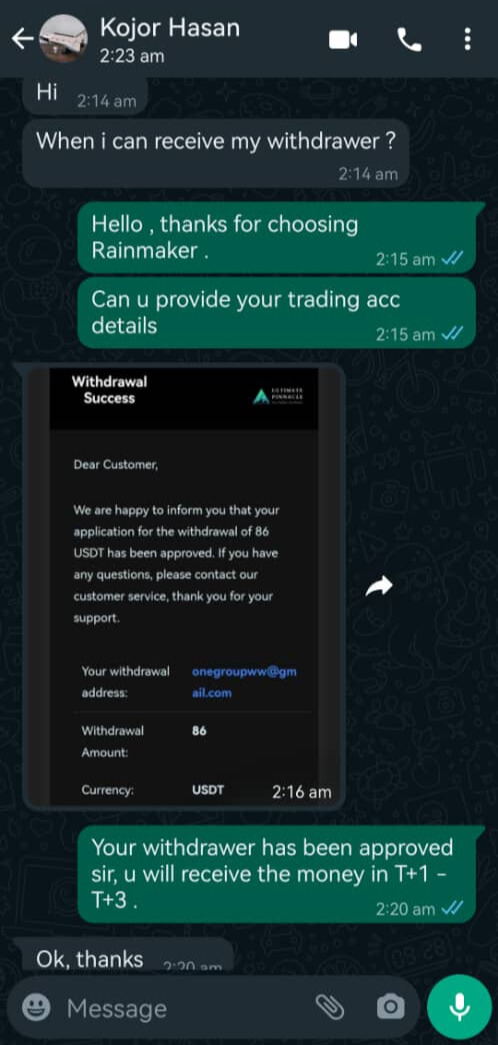 Kojor Hasan
2:23 am
Hi
2:14 am
When i can receive my withdrawer ?
2:14 am
Hello , thanks for choosing
Rainmaker .
2:15 am
Can u provide your trading acc
details
2:15 am
Withdrawal
Success
ULTIMATE
PINNACLE
Dear Customer,
We are happy to inform you that your
application for the withdrawal of 86
USDT has been approved. If you have
any questions, please contact our
customer service, thank you for your
support.
Your withdrawal
address:
onegroupww@gm
ail.com
Withdrawal
Amount:
86
Currency:
USDT
2:16 am
Your withdrawer has been approved
sir, u will receive the money in T+1 -
T+3 .
2:20 am
Ok, thanks
2:20 am
Message